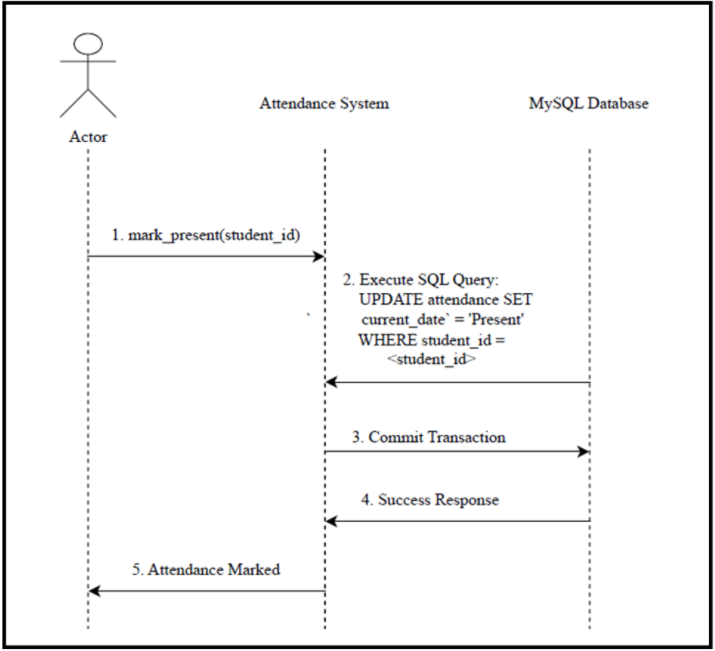 Attendance System
MySQL Database
Actor
1. mark_present(student_id)
2. Execute SQL Query:
UPDATE attendance SET
`
current_date` = 'Present'
WHERE student_id =
<student_id>
3. Commit Transaction
4. Success Response
5. Attendance Marked